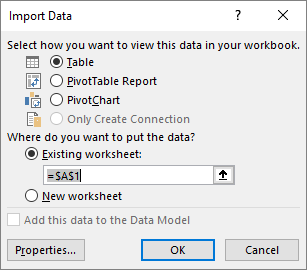 Import Data
?
×
Select how you want to view this data in your workbook.
Table
PivotTable Report
PivotChart
Only Create Connection
Where do you want to put the data?
Existing worksheet:
=$A$1
New worksheet
Add this data to the Data Model
Properties...
OK
Cancel